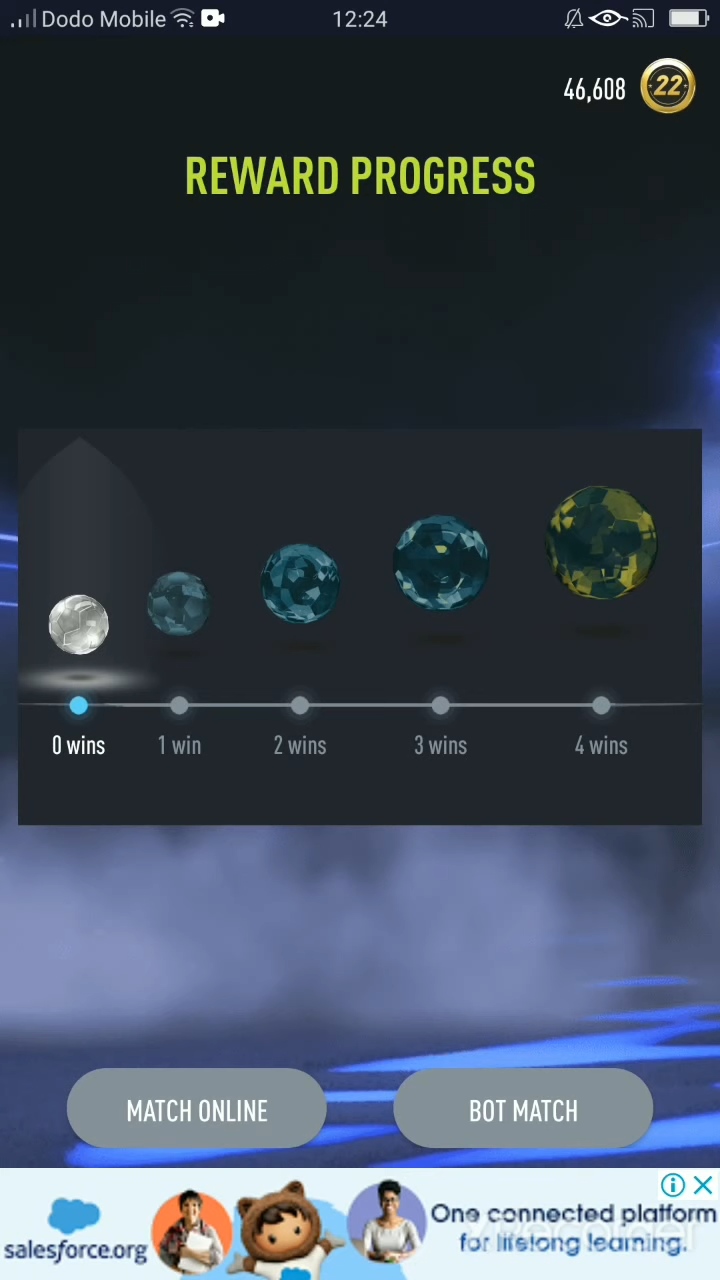 Dodo Mobile 12:24
46,608 22
REWARD PROGRESS
0 wins 1 win 2 wins 3 wins 4 wins
MATCH ONLINE BOT MATCH
salesforce.org
One connected platform
for lifelong learning.
XRecorder